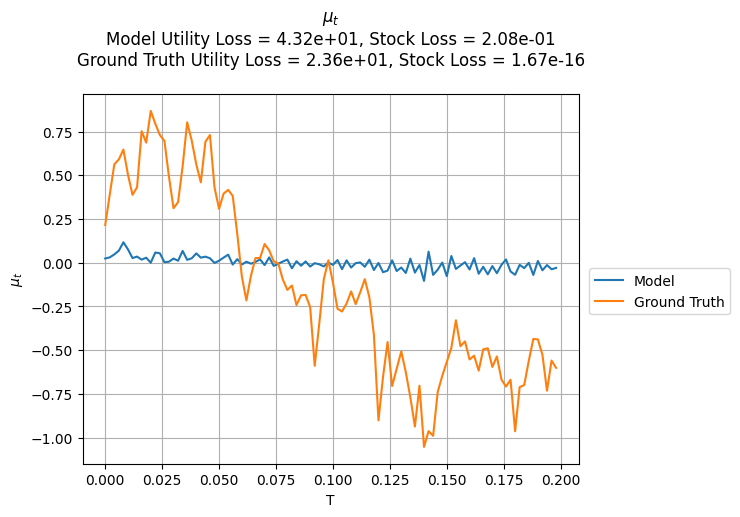 μ_t
Model Utility Loss = 4.32e+01, Stock Loss = 2.08e-01
Ground Truth Utility Loss = 2.36e+01, Stock Loss = 1.67e-16
0.75
0.50
0.25
0.00
−0.25
−0.50
−0.75
−1.00
μ_t
0.000 0.025 0.050 0.075 0.100 0.125 0.150 0.175 0.200
T
Model
Ground Truth